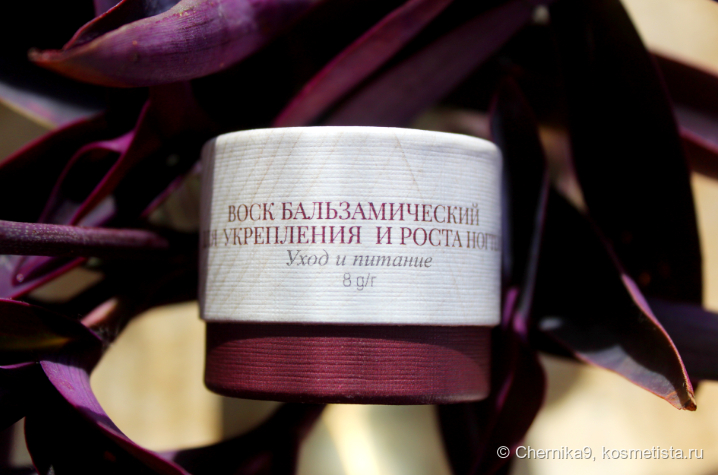 ВОСК БАЛЬЗАМИЧЕСКИЙ
УКРЕПЛЕНИЯ И РОСТА
Уход и питание
8 g/г
© Chernika9, kosmetista.ru